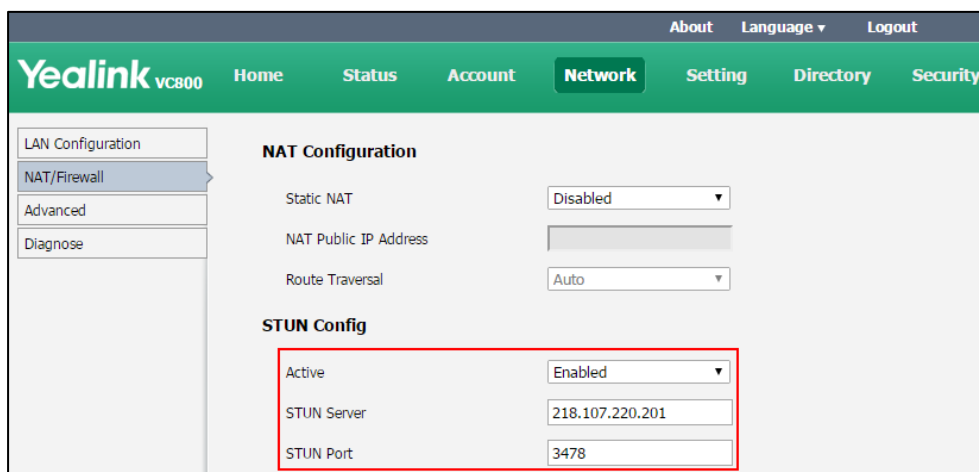 About Language ▾ Logout
Yealink VC800 Home Status Account Network Setting Directory Security
LAN Configuration
NAT/Firewall
Advanced
Diagnose
NAT Configuration
Static NAT Disabled
NAT Public IP Address
Route Traversal Auto
STUN Config
Active Enabled
STUN Server 218.107.220.201
STUN Port 3478